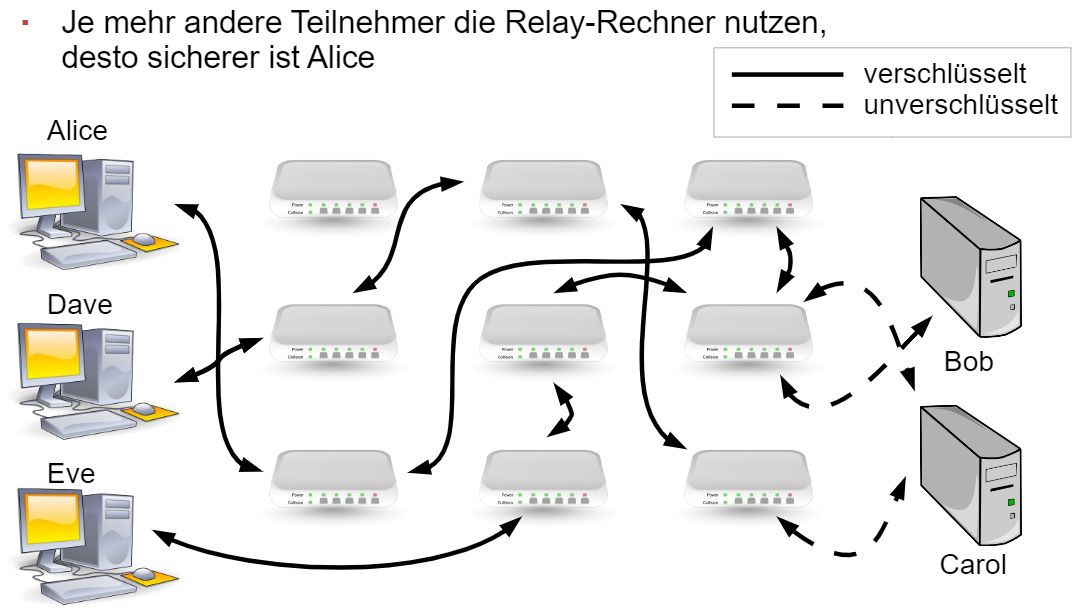 Je mehr andere Teilnehmer die Relay-Rechner nutzen,
desto sicherer ist Alice
verschlüsselt
unverschlüsselt
Alice
Power
Collision
Power
Collision
Power
Collision
Dave
Power
Collision
Power
Collision
Power
Collision
Bob
Eve
Power
Collision
Power
Collision
Power
Collision
Carol